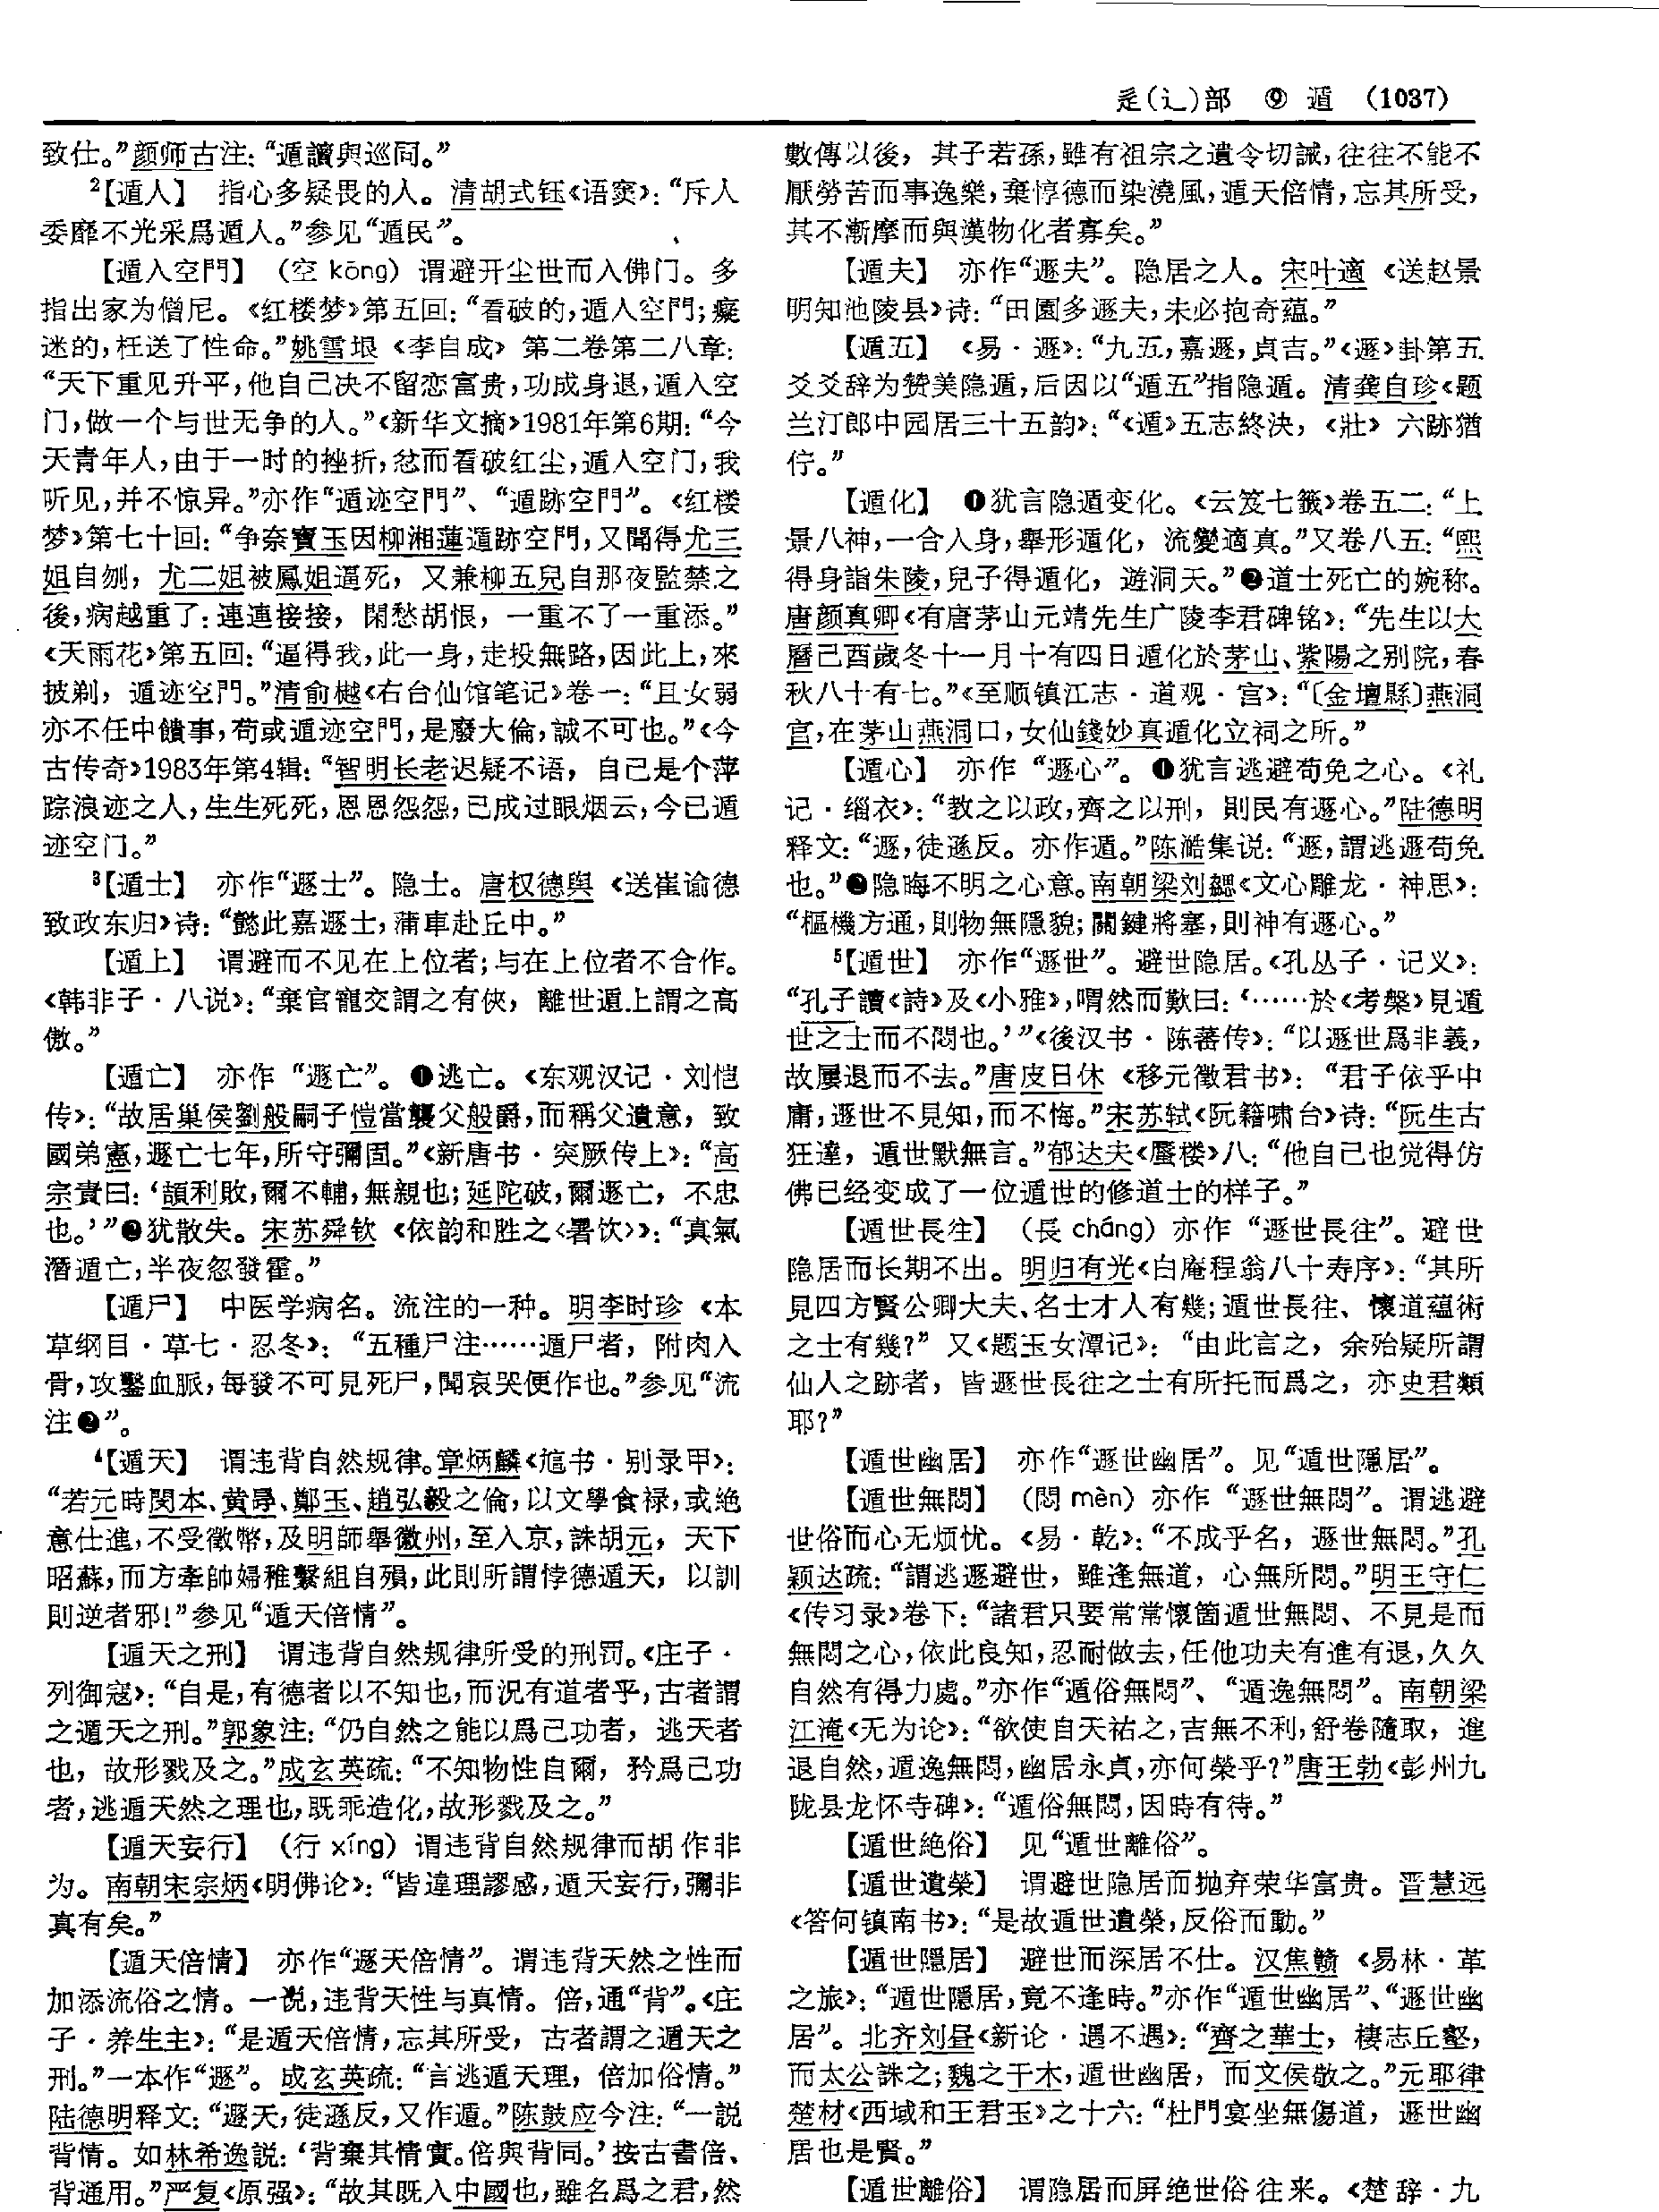 辵(辶)部 ⑨ 遁 (1037)
致仕。”颜师古注：“遁讀與巡同。”
²【遁人】 指心多疑畏的人。清胡式钰《语窦》：“斥人
委靡不光采爲遁人。”参见“遁民”。
【遁入空門】（空 kōng）谓避开尘世而入佛门。多
指出家为僧尼。《红楼梦》第五回：“看破的，遁入空門；癡
迷的，枉送了性命。”姚雪垠《李自成》第二卷第二八章：
“天下重见升平，他自己决不留恋富贵，功成身退，遁入空
门，做一个与世无争的人。”《新华文摘》1981年第6期：“今
天青年人，由于一时的挫折，忿而看破红尘，遁入空门，我
听见，并不惊异。”亦作“遁迹空門”、“遁跡空門”。《红楼
梦》第七十回：“争奈寶玉因柳湘蓮遁跡空門，又聞得尤三
姐自刎，尤二姐被鳳姐逼死，又兼柳五兒自那夜監禁之
後，病越重了：連連接接，閑愁胡恨，一重不了一重添。”
《天雨花》第五回：“逼得我，此一身，走投無路，因此上，來
披剃，遁迹空門。”清俞樾《右台仙馆笔记》卷一：“且女弱
亦不任中饋事，苟或遁迹空門，是廢大倫，誠不可也。”《今
古传奇》1983年第4辑：“智明长老迟疑不语，自己是个萍
踪浪迹之人，生生死死，恩恩怨怨，已成过眼烟云，今已遁
迹空门。”
³【遁士】 亦作“遯士”。隐士。唐权德舆《送崔谕德
致政东归》诗：“懿此嘉遯士，蒲車赴丘中。”
【遁上】 谓避而不见在上位者；与在上位者不合作。
《韩非子·八说》：“棄官寵交謂之有俠，離世遁上謂之高
傲。”
【遁亡】 亦作“遯亡”。❶逃亡。《东观汉记·刘恺
传》：“故居巢侯劉般嗣子愷當襲父般爵，而稱父遺意，致
國弟憲，遯亡七年，所守彌固。”《新唐书·突厥传上》：“高
宗責曰：‘頡利敗，爾不輔，無親也；延陀破，爾遯亡，不忠
也。’”❷犹散失。宋苏舜钦《依韵和胜之〈暑饮〉》：“真氣
潛遁亡，半夜忽發霍。”
【遁尸】 中医学病名。流注的一种。明李时珍《本
草纲目·草七·忍冬》：“五種尸注……遁尸者，附肉入
骨，攻鑿血脈，每發不可見死尸，聞哀哭便作也。”参见“流
注❷”。
⁴【遁天】 谓违背自然规律。章炳麟《訄书·别录甲》：
“若元時閔本、黄㝵、鄭玉、趙弘毅之倫，以文學食禄，或绝
意仕進，不受徵幣，及明師舉徽州，至入京，誅胡元，天下
昭蘇，而方牽帥婦稚繫組自殞，此則所謂悖德遁天，以訓
則逆者邪！”参见“遁天倍情”。
【遁天之刑】 谓违背自然规律所受的刑罚。《庄子·
列御寇》：“自是，有德者以不知也，而況有道者乎，古者謂
之遁天之刑。”郭象注：“仍自然之能以爲己功者，逃天者
也，故形戮及之。”成玄英疏：“不知物性自爾，矜爲己功
者，逃遁天然之理也，既乖造化，故形戮及之。”
【遁天妄行】（行 xíng）谓违背自然规律而胡作非
为。南朝宋宗炳《明佛论》：“皆違理謬感，遁天妄行，彌非
真有矣。”
【遁天倍情】 亦作“遯天倍情”。谓违背天然之性而
加添流俗之情。一说，违背天性与真情。倍，通“背”。《庄
子·养生主》：“是遁天倍情，忘其所受，古者謂之遁天之
刑。”一本作“遯”。成玄英疏：“言逃遁天理，倍加俗情。”
陆德明释文：“遯天，徒遜反，又作遁。”陈鼓应今注：“一説
背情。如林希逸説：‘背棄其情實。倍與背同。’按古書倍、
背通用。”严复《原强》：“故其既入中國也，雖名爲之君，然
數傳以後，其子若孫，雖有祖宗之遺令切誡，往往不能不
厭勞苦而事逸樂，棄惇德而染澆風，遁天倍情，忘其所受，
其不漸摩而與漢物化者寡矣。”
【遁夫】 亦作“遯夫”。隐居之人。宋叶適《送赵景
明知池陵县》诗：“田園多遯夫，未必抱奇蕴。”
【遁五】 《易·遯》：“九五，嘉遯，貞吉。”《遯》卦第五
爻爻辞为赞美隐遁，后因以“遁五”指隐遁。清龚自珍《题
兰汀郎中园居三十五韵》：“《遁》五志終決，《壯》六跡猶
佇。”
【遁化】 ❶犹言隐遁变化。《云笈七籤》卷五二：“上
景八神，一合入身，舉形遁化，流變適真。”又卷八五：“熙
得身詣朱陵，兒子得遁化，遊洞天。”❷道士死亡的婉称。
唐颜真卿《有唐茅山元靖先生广陵李君碑铭》：“先生以大
曆己酉歲冬十一月十有四日遁化於茅山、紫陽之别院，春
秋八十有七。”《至顺镇江志·道观·宫》：“〔金壇縣〕燕洞
宫，在茅山燕洞口，女仙錢妙真遁化立祠之所。”
【遁心】 亦作“遯心”。❶犹言逃避苟免之心。《礼
记·缁衣》：“教之以政，齊之以刑，則民有遯心。”陆德明
释文：“遯，徒遜反。亦作遁。”陈澔集说：“遯，謂逃遯苟免
也。”❷隐晦不明之心意。南朝梁刘勰《文心雕龙·神思》：
“樞機方通，則物無隱貌；關鍵將塞，則神有遯心。”
⁵【遁世】 亦作“遯世”。避世隐居。《孔丛子·记义》：
“孔子讀《詩》及《小雅》，喟然而歎曰：‘……於《考槃》見遁
世之士而不悶也。’”《後汉书·陈蕃传》：“以遯世爲非義，
故屢退而不去。”唐皮日休《移元徵君书》：“君子依乎中
庸，遯世不見知，而不悔。”宋苏轼《阮籍啸台》诗：“阮生古
狂達，遁世默無言。”郁达夫《蜃楼》八：“他自己也觉得仿
佛已经变成了一位遁世的修道士的样子。”
【遁世長往】（長 cháng）亦作“遯世長往”。避世
隐居而长期不出。明归有光《白庵程翁八十寿序》：“其所
見四方賢公卿大夫、名士才人有幾；遁世長往、懷道蕴術
之士有幾？”又《题玉女潭记》：“由此言之，余殆疑所謂
仙人之跡者，皆遯世長往之士有所托而爲之，亦史君類
耶？”
【遁世幽居】 亦作“遯世幽居”。见“遁世隱居”。
【遁世無悶】（悶 mèn）亦作“遯世無悶”。谓逃避
世俗而心无烦忧。《易·乾》：“不成乎名，遯世無悶。”孔
颖达疏：“謂逃遯避世，雖逢無道，心無所悶。”明王守仁
《传习录》卷下：“諸君只要常常懷箇遁世無悶、不見是而
無悶之心，依此良知，忍耐做去，任他功夫有進有退，久久
自然有得力處。”亦作“遁俗無悶”、“遁逸無悶”。南朝梁
江淹《无为论》：“欲使自天祐之，吉無不利，舒卷隨取，進
退自然，遁逸無悶，幽居永貞，亦何榮乎？”唐王勃《彭州九
陇县龙怀寺碑》：“遁俗無悶，因時有待。”
【遁世絶俗】 见“遁世離俗”。
【遁世遺榮】 谓避世隐居而抛弃荣华富贵。晋慧远
《答何镇南书》：“是故遁世遺榮，反俗而動。”
【遁世隱居】 避世而深居不仕。汉焦赣《易林·革
之旅》：“遁世隱居，竟不逢時。”亦作“遁世幽居”、“遯世幽
居”。北齐刘昼《新论·遇不遇》：“齊之華士，棲志丘壑，
而太公誅之；魏之干木，遁世幽居，而文侯敬之。”元耶律
楚材《西域和王君玉》之十六：“杜門宴坐無傷道，遯世幽
居也是賢。”
【遁世離俗】 谓隐居而屏绝世俗往来。《楚辞·九